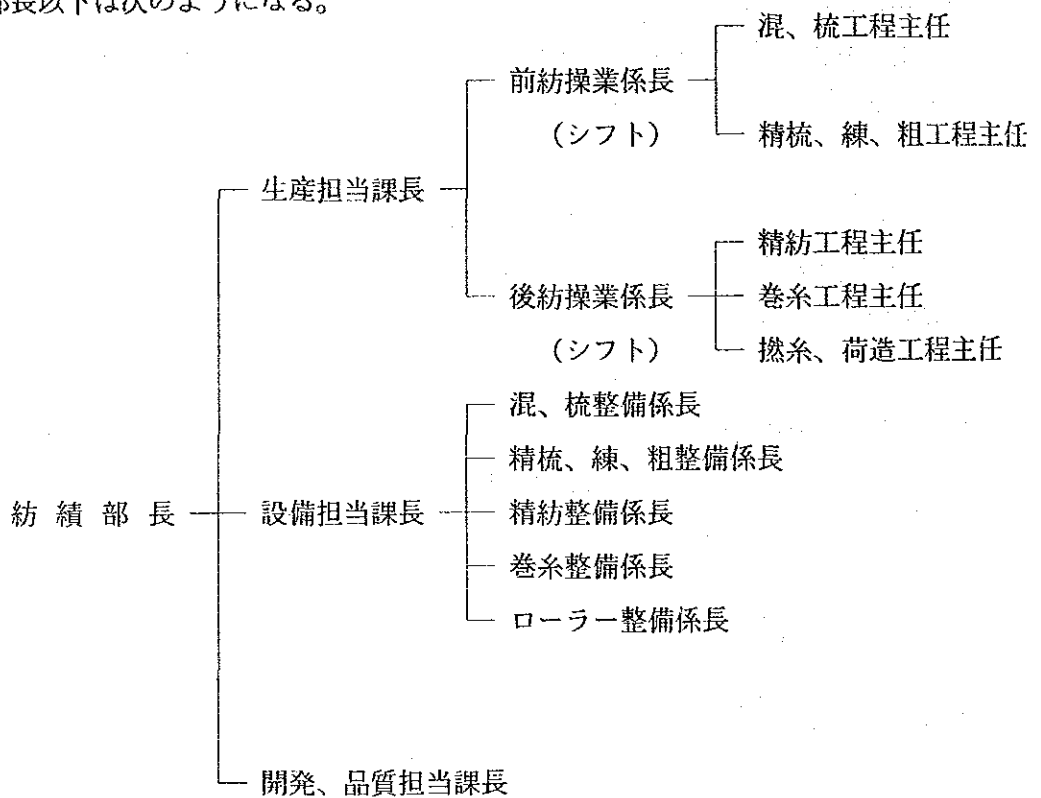 部長以下は次のようになる。
混、梳工程主任
前紡操業係長
(シフト)
精梳、練、粗工程主任
生産担当課長
精紡工程主任
後紡操業係長
巻糸工程主任
(シフト)
撚糸、荷造工程主任
混、梳整備係長
精梳、練、粗整備係長
紡績部長
設備担当課長
精紡整備係長
巻糸整備係長
ローラー整備係長
開発、品質担当課長